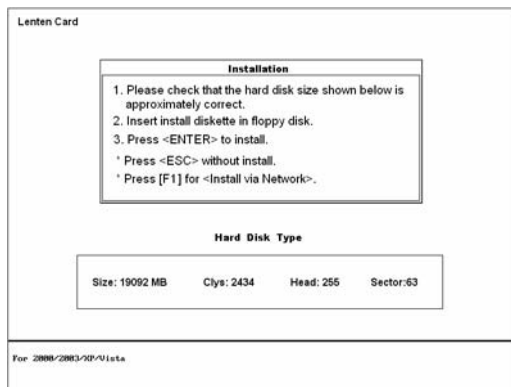 Lenten Card
Installation
1. Please check that the hard disk size shown below is
approximately correct.
2. Insert install diskette in floppy disk.
3. Press <ENTER> to install.
* Press <ESC> without install.
* Press [F1] for <Install via Network>.
Hard Disk Type
Size: 19092 MB Clys: 2434 Head: 255 Sector:63
For 2000/2003/XP/Vista